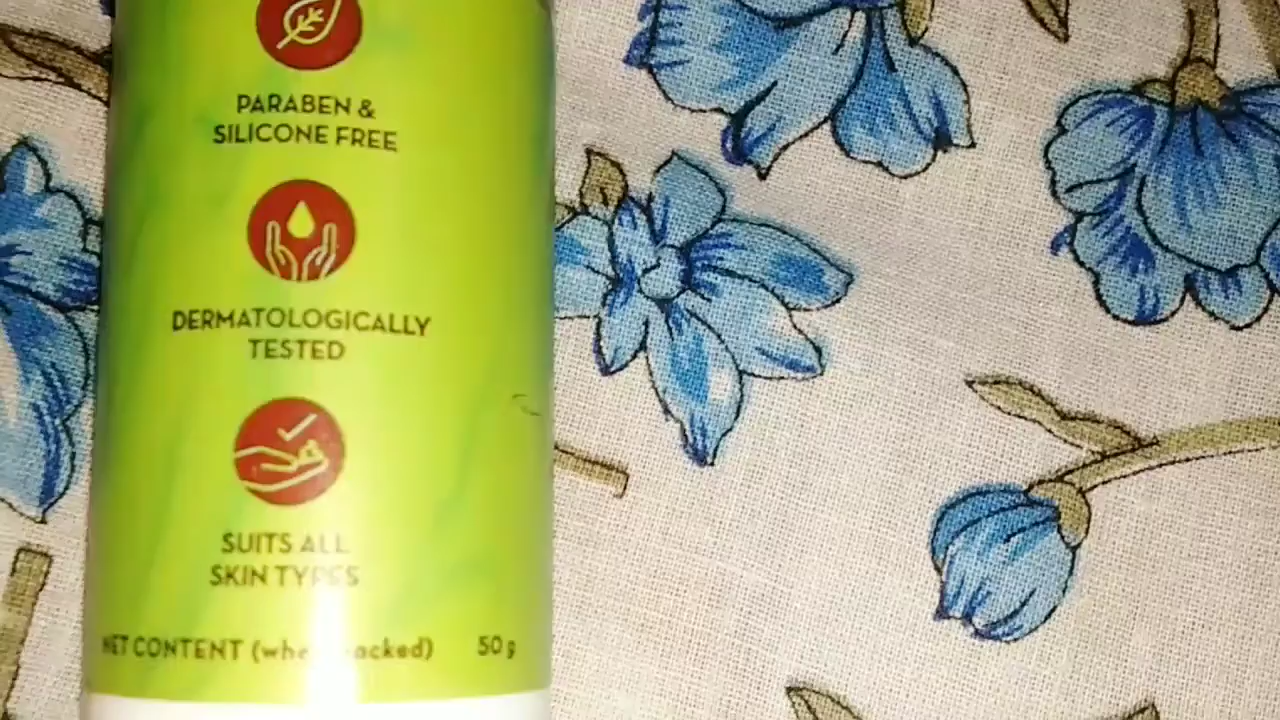 PARABEN &
SILICONE FREE
DERMATOLOGICALLY
TESTED
SUITS ALL
SKIN TYPES
NET CONTENT 50 g